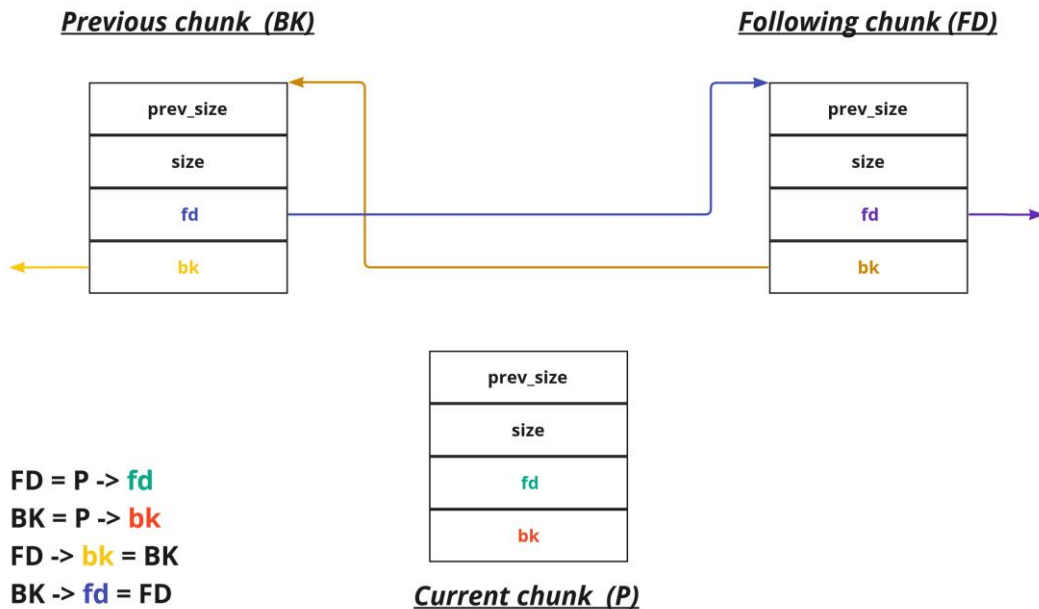 Previous chunk (BK)
Following chunk (FD)
prev_size
size
fd
bk
prev_size
size
fd
bk
prev_size
size
fd
bk
Current chunk (P)
FD = P -> fd
BK = P -> bk
FD -> bk = BK
BK -> fd = FD